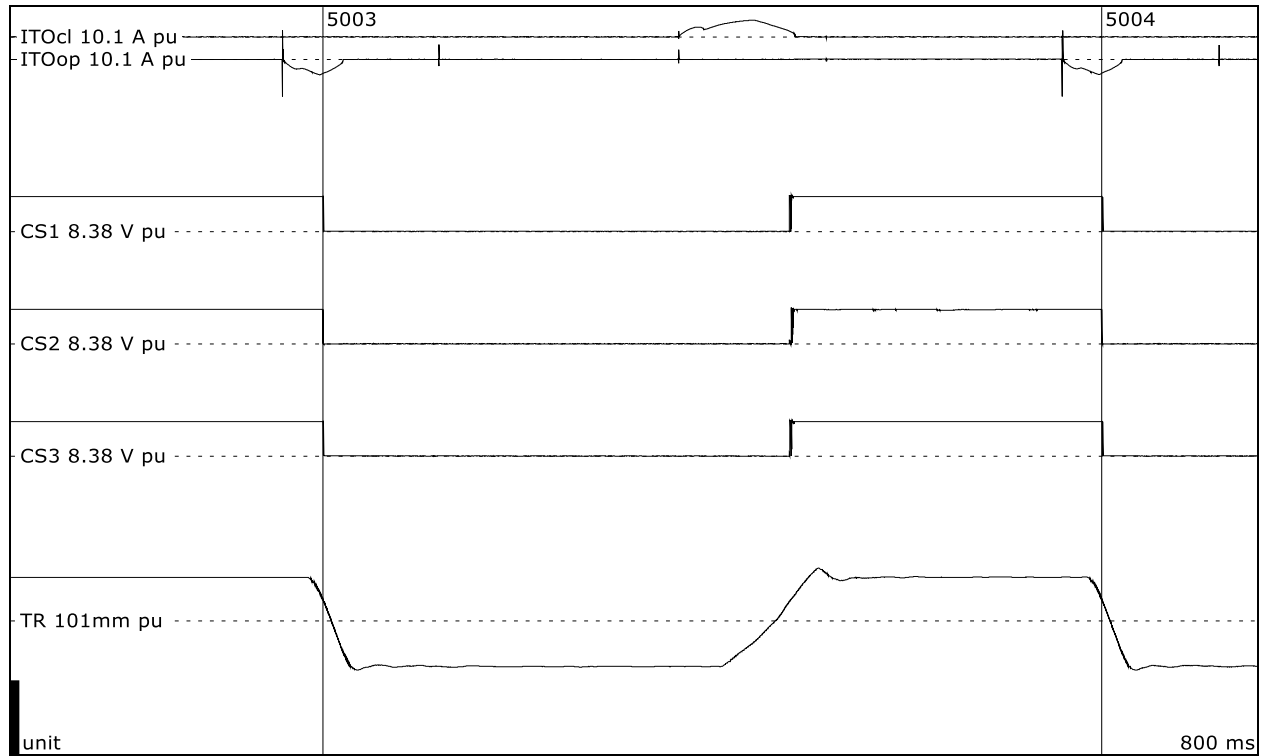 5003 5004
ITOcl 10.1 A pu
ITOop 10.1 A pu
CS1 8.38 V pu
CS2 8.38 V pu
CS3 8.38 V pu
TR 101mm pu
unit 800 ms